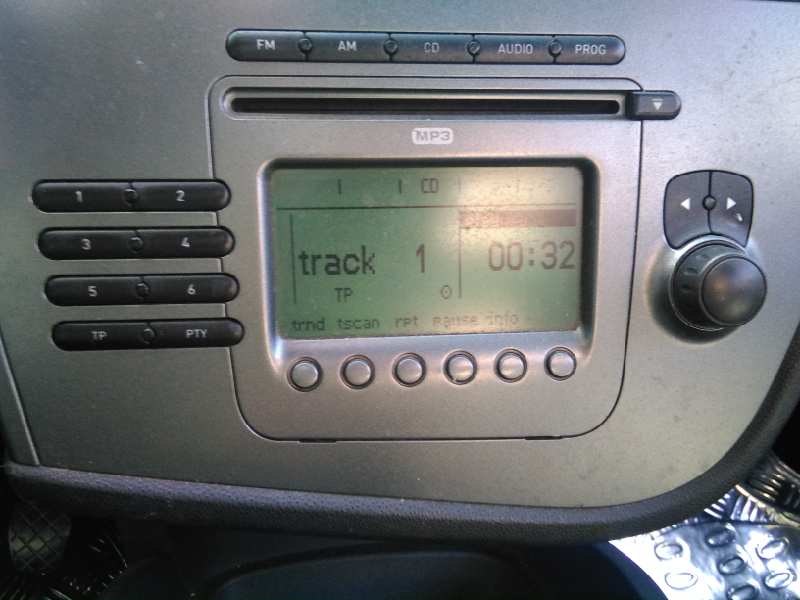 FM AM CD AUDIO PROG
MP3
1 2
3 4
5 6
TP PTY
CD
track 1 00:32
TP
trnd tscan rpt pause info